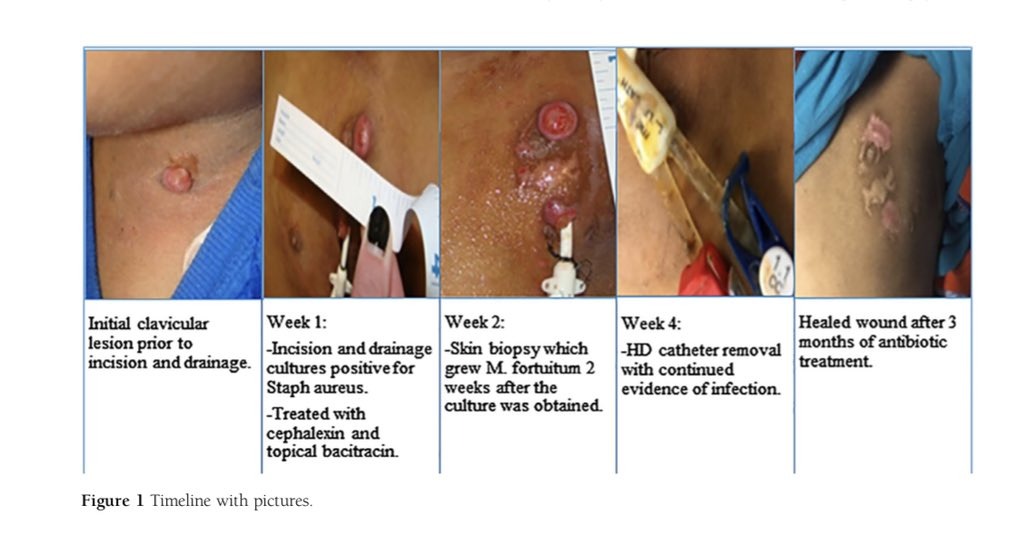 Initial clavicular
lesion prior to
incision and drainage.
Week 1:
-Incision and drainage
cultures positive for
Staph aureus.
-Treated with
cephalexin and
topical bacitracin.
Week 2:
-Skin biopsy which
grew M. fortuitum 2
weeks after the
culture was obtained.
Week 4:
-HD catheter removal
with continued
evidence of infection.
Healed wound after 3
months of antibiotic
treatment.
Figure 1 Timeline with pictures.